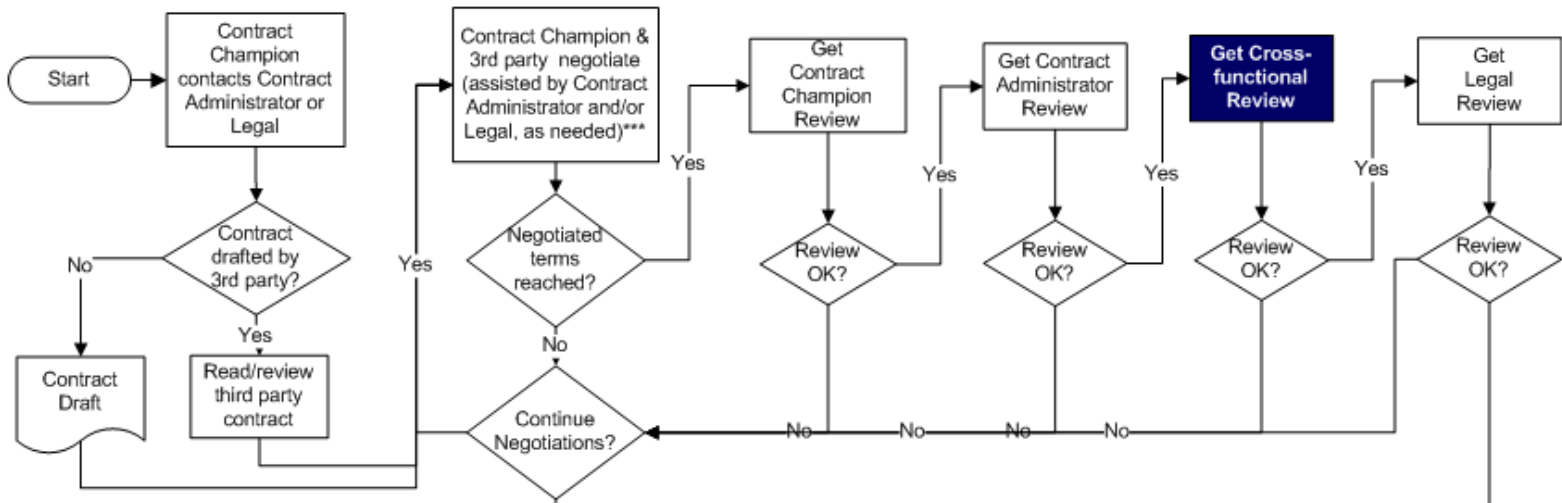 Start
Contract
Champion
contacts Contract
Administrator or
Legal
Contract
drafted by
3rd party?
No
Yes
Contract
Draft
Read/review
third party
contract
Yes
Contract Champion &
3rd party negotiate
(assisted by Contract
Administrator and/or
Legal, as needed)***
Negotiated
terms
reached?
Yes
No
Continue
Negotiations?
Get
Contract
Champion
Review
Review
OK?
Yes
No
Get Contract
Administrator
Review
Review
OK?
Yes
No
Get Cross-
functional
Review
Review
OK?
Yes
No
Get
Legal
Review
Review
OK?
No